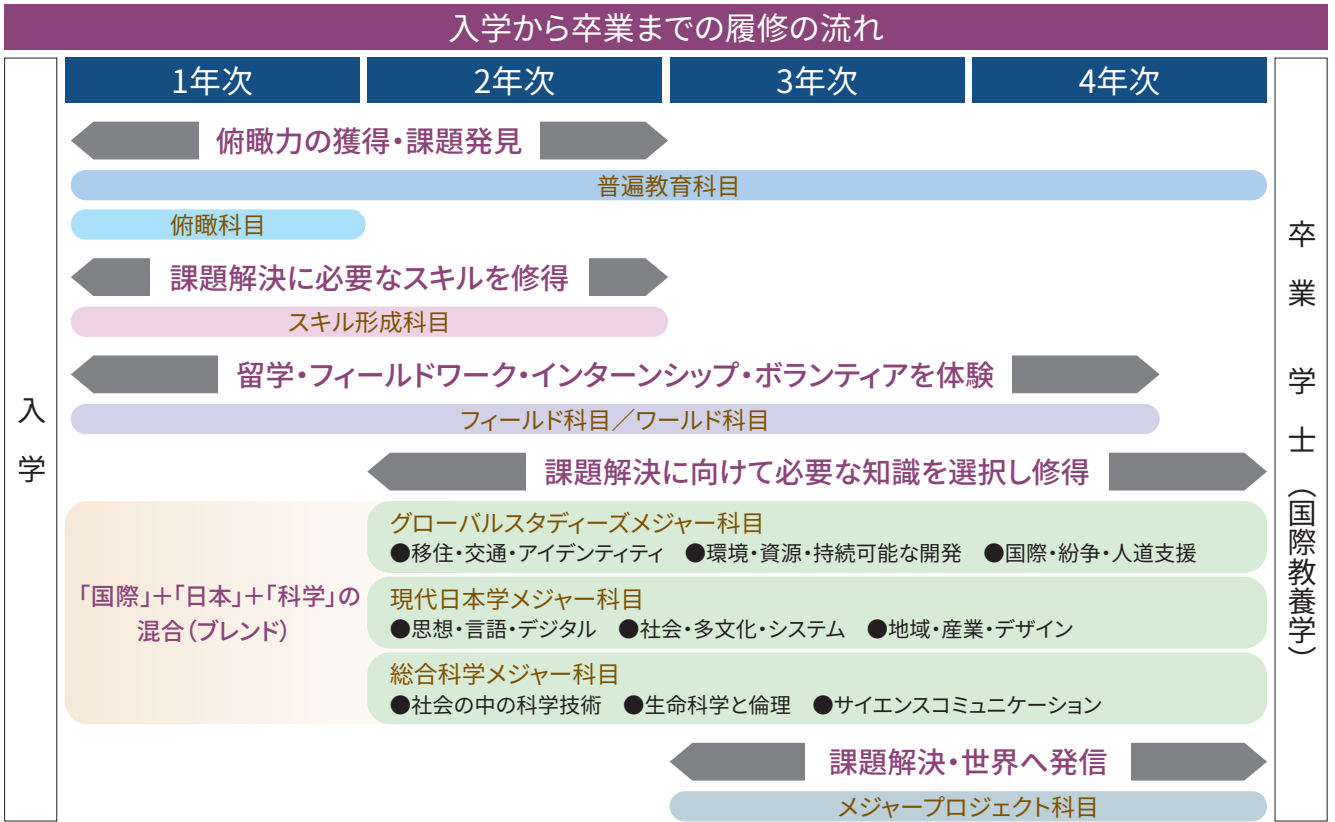 入学から卒業までの履修の流れ
入学
1年次 2年次 3年次 4年次
俯瞰力の獲得・課題発見
普遍教育科目
俯瞰科目
課題解決に必要なスキルを修得
スキル形成科目
留学・フィールドワーク・インターンシップ・ボランティアを体験
フィールド科目／ワールド科目
課題解決に向けて必要な知識を選択し修得
「国際」＋「日本」＋「科学」の
混合（ブレンド）
グローバルスタディーズメジャー科目
●移住・交通・アイデンティティ ●環境・資源・持続可能な開発 ●国際・紛争・人道支援
現代日本学メジャー科目
●思想・言語・デジタル ●社会・多文化・システム ●地域・産業・デザイン
総合科学メジャー科目
●社会の中の科学技術 ●生命科学と倫理 ●サイエンスコミュニケーション
課題解決・世界へ発信
メジャープロジェクト科目
卒業 学士（国際教養学）